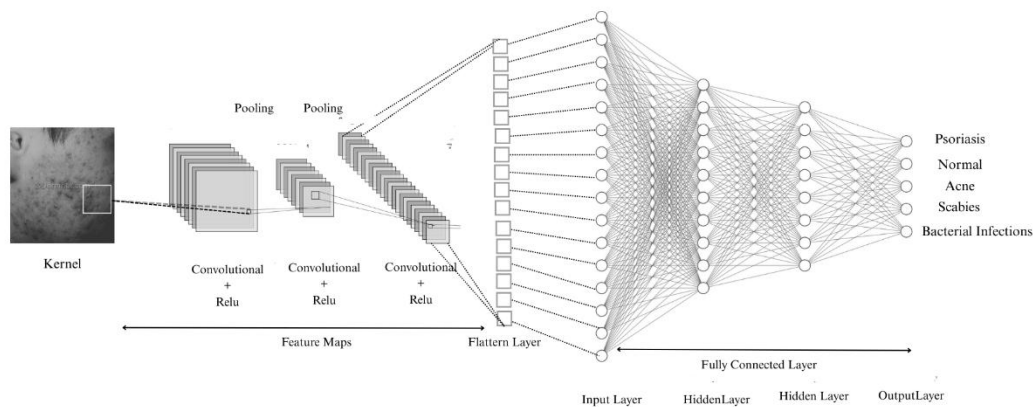 Pooling
Pooling
Kernel
Convolutional
+
Relu
Convolutional
+
Relu
Convolutional
+
Relu
Feature Maps
Flattern Layer
Psoriasis
Normal
Acne
Scabies
Bacterial Infections
Fully Connected Layer
Input Layer
HiddenLayer
Hidden Layer
OutputLayer